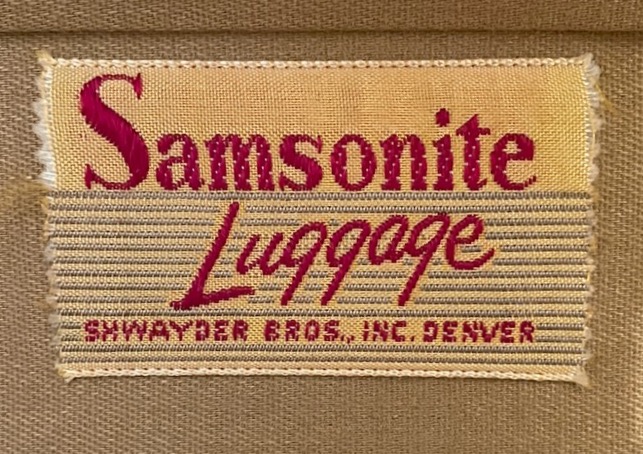 Samsonite
Luggage
SHWAYDER BROS., INC. DENVER